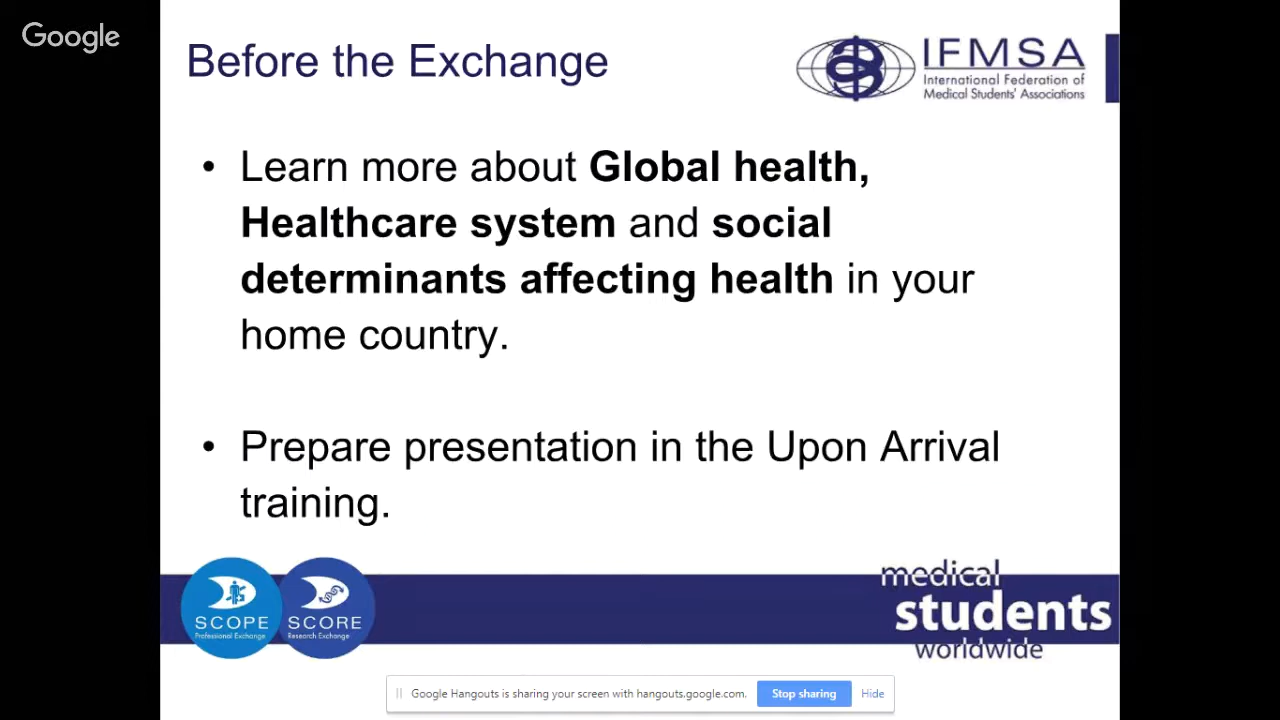 Google
Before the Exchange
IFMSA
International Federation of
Medical Students' Associations
• Learn more about Global health,
Healthcare system and social
determinants affecting health in your
home country.
• Prepare presentation in the Upon Arrival
training.
SCOPE
Professional Exchange
SCORE
Research Exchange
medical
students
worldwide
Google Hangouts is sharing your screen with hangouts.google.com.
Stop sharing
Hide